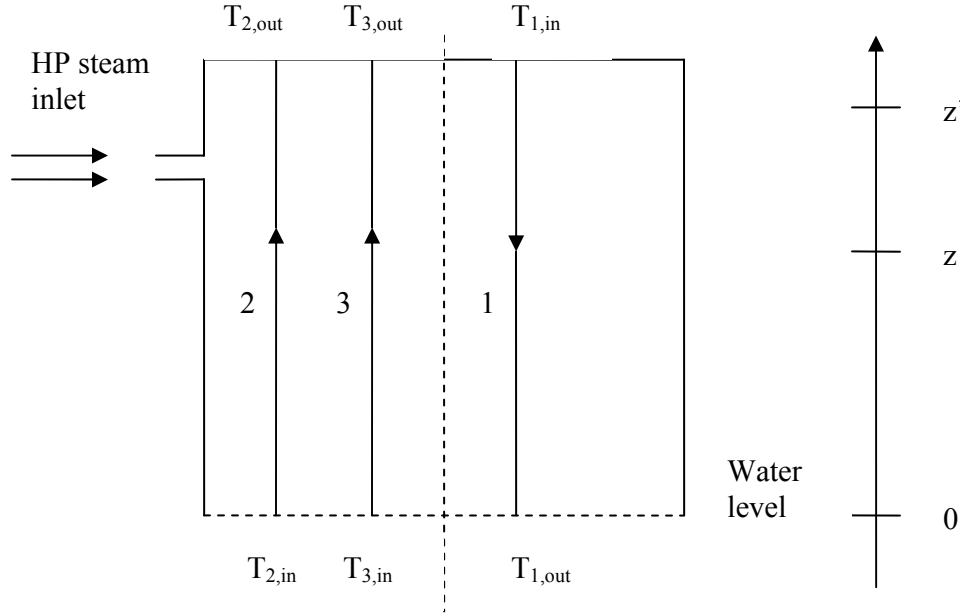 T2,out
T3,out
T1,in
HP steam
inlet
z'
z
2
3
1
Water
level
0
T2,in
T3,in
T1,out